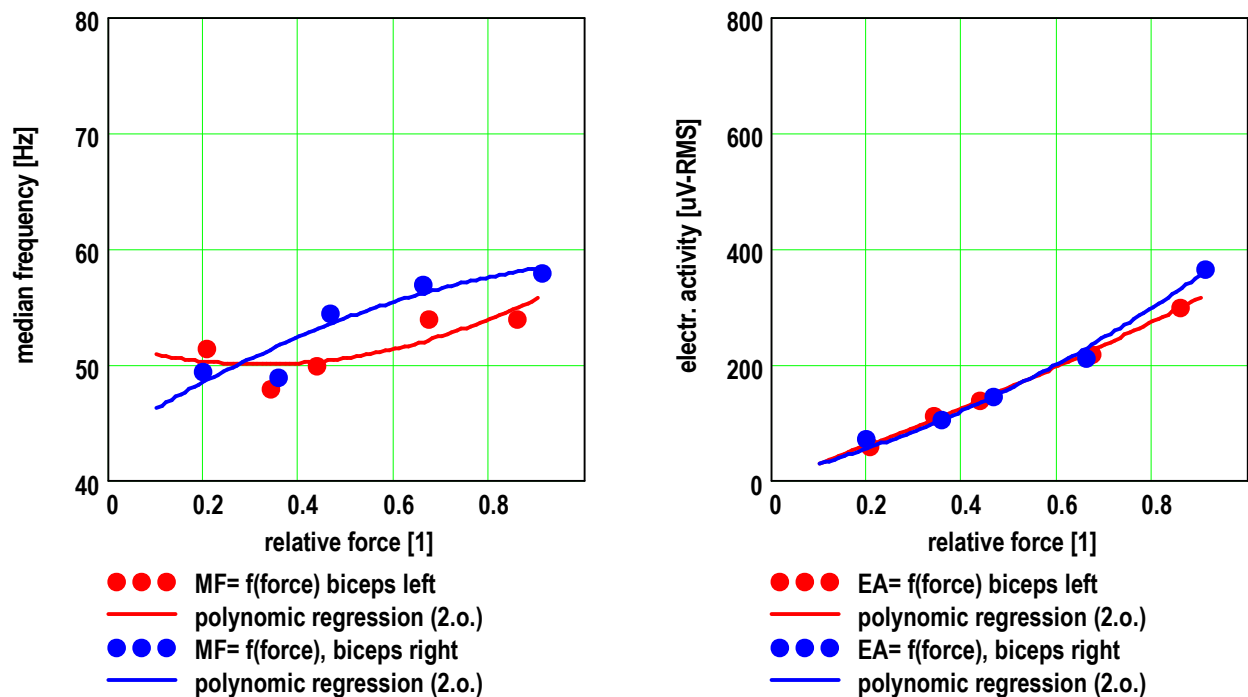 median frequency [Hz]
80
70
60
50
40
0
0.2
0.4
0.6
0.8
relative force [1]
MF= f(force) biceps left
polynomic regression (2.o.)
MF= f(force), biceps right
polynomic regression (2.o.)
electr. activity [uV-RMS]
800
600
400
200
0
0
0.2
0.4
0.6
0.8
relative force [1]
EA= f(force) biceps left
polynomic regression (2.o.)
EA= f(force), biceps right
polynomic regression (2.o.)